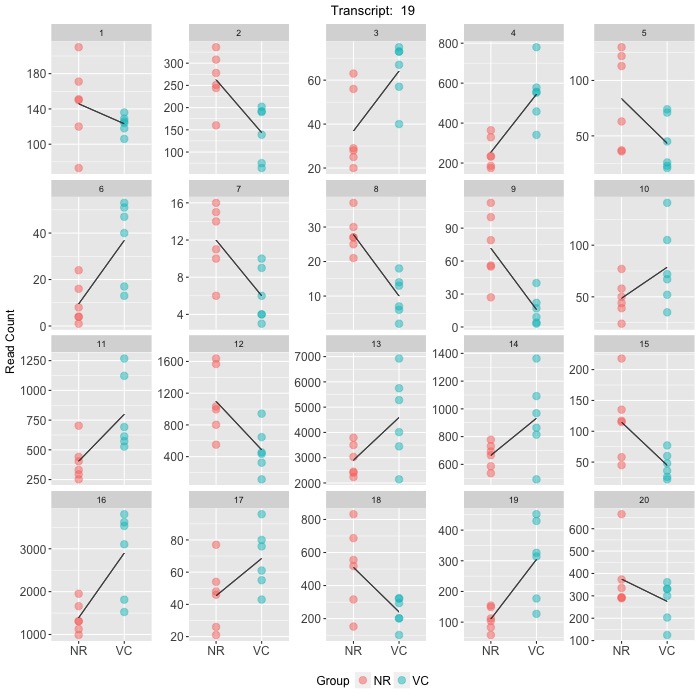 Transcript: 19
1 2 3 4 5
180 140 100
300 250 200 150 100
60 40 20
800 600 400 200
100 50
6 7 8 9 10
40 20 0
16 12 8 4
30 20 10
90 60 30 0
100 50
Read Count
11 12 13 14 15
1250 750 500 250
1600 1200 800 400
7000 6000 5000 4000 3000 2000
1400 1200 1000 800 600
200 150 100 50
16 17 18 19 20
3000 2000 1000
80 60 40 20
800 600 400 200
400 300 200 100
600 500 400 300 200 100
NR VC NR VC NR VC NR VC NR VC
Group NR VC